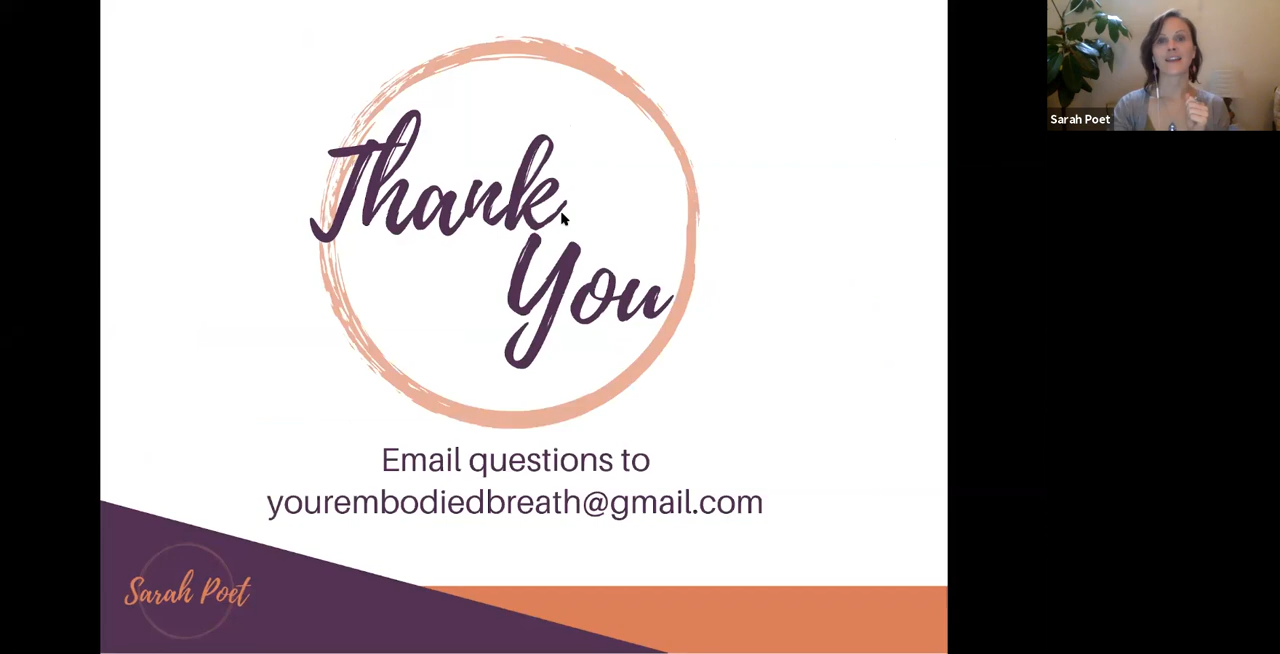 Sarah Poet
Thank
You
Email questions to
yourembodiedbreath@gmail.com
Sarah Poet